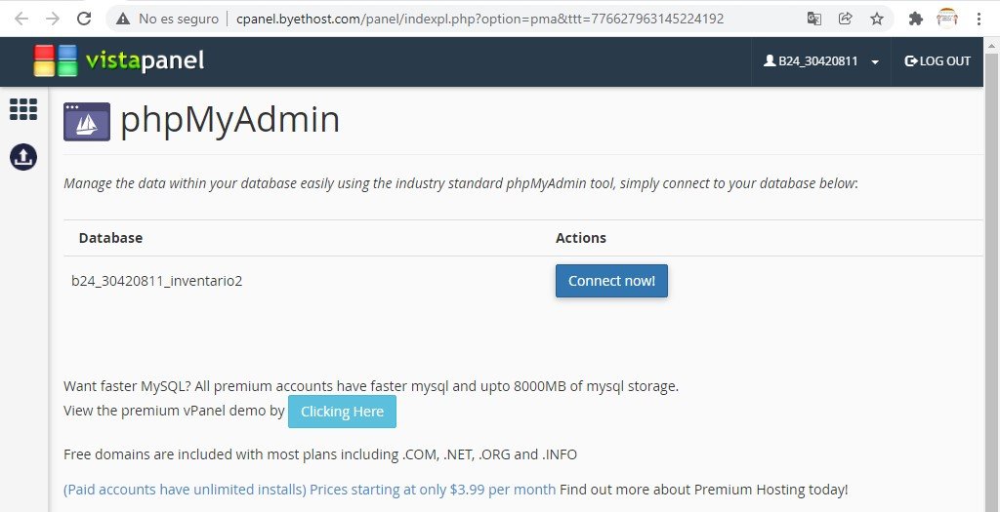 No es seguro | cpanel.byethost.com/panel/indexpl.php?option=pma&ttt=776627963145224192
vistapanel
B24_30420811
LOG OUT
phpMyAdmin
Manage the data within your database easily using the industry standard phpMyAdmin tool, simply connect to your database below:
Database Actions
b24_30420811_inventario2 Connect now!
Want faster MySQL? All premium accounts have faster mysql and upto 8000MB of mysql storage.
View the premium vPanel demo by Clicking Here
Free domains are included with most plans including .COM, .NET, .ORG and .INFO
(Paid accounts have unlimited installs) Prices starting at only $3.99 per month Find out more about Premium Hosting today!